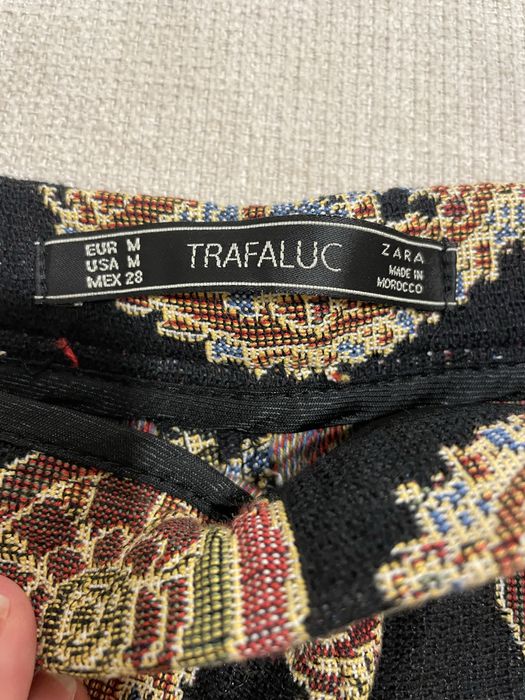 EUR M
USA M
MEX 28
TRAFALUC
ZARA
MADE IN
MOROCCO